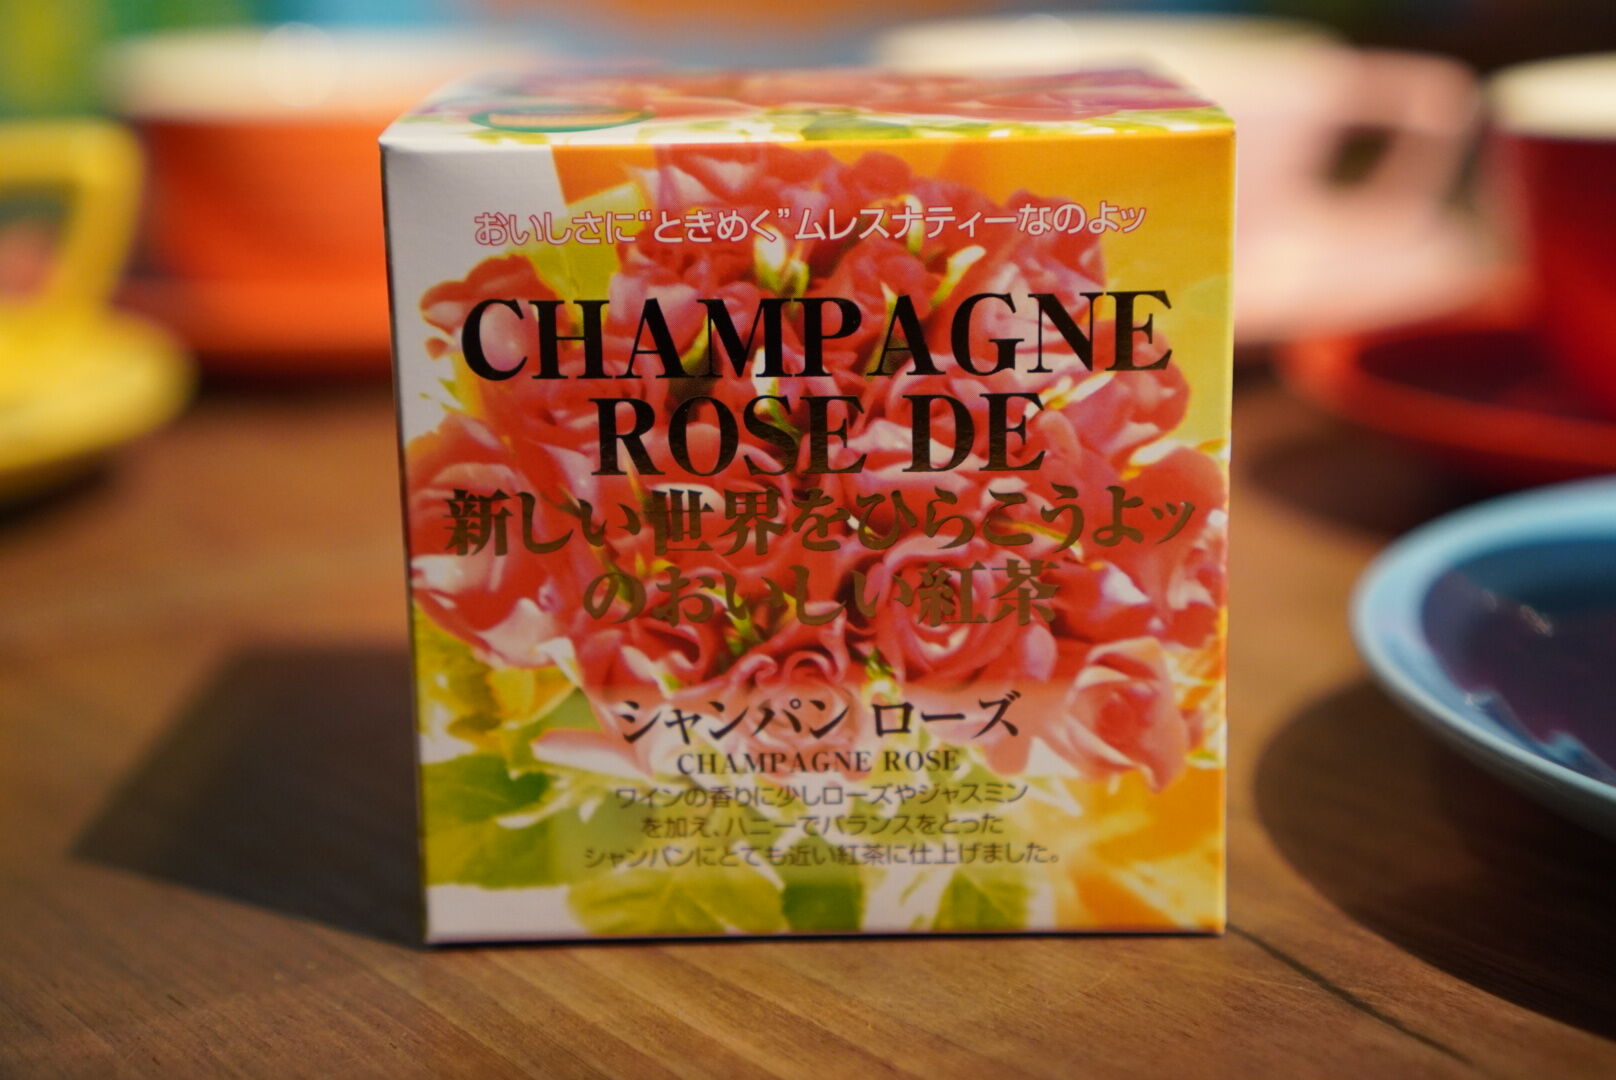 おいしさに“ときめく”ムレスナティーなのよッ
CHAMPAGNE
ROSE DE
新しい世界をひらこうよッ
のおいしい紅茶
シャンパン ローズ
CHAMPAGNE ROSE
ワインの香りに少しローズやジャスミン
を加え、ハニーでバランスをとった
シャンパンにとても近い紅茶に仕上げました。